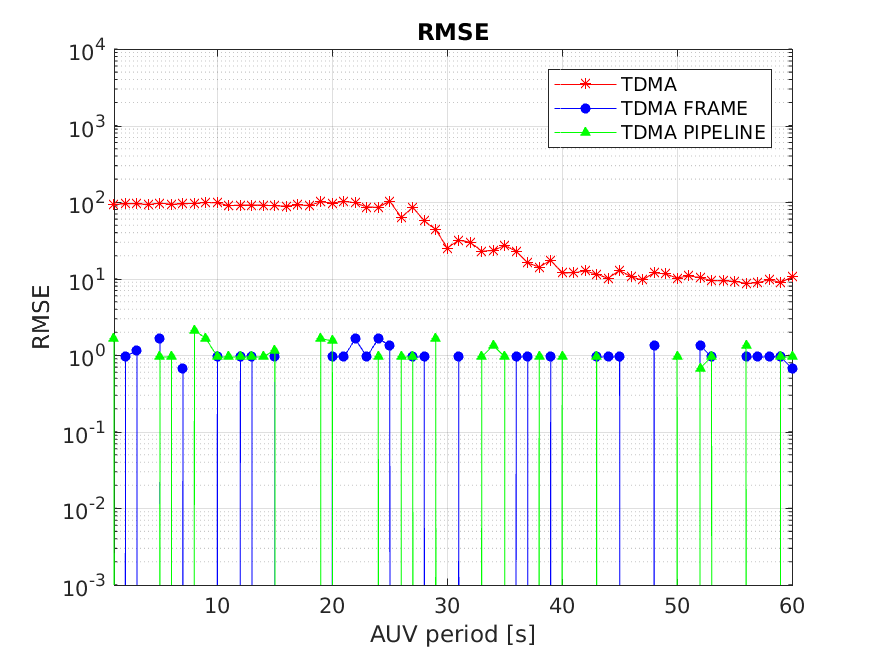 RMSE
10^4
10^3
10^2
10^1
10^0
10^-1
10^-2
10^-3
RMSE
TDMA
TDMA FRAME
TDMA PIPELINE
10 20 30 40 50 60
AUV period [s]